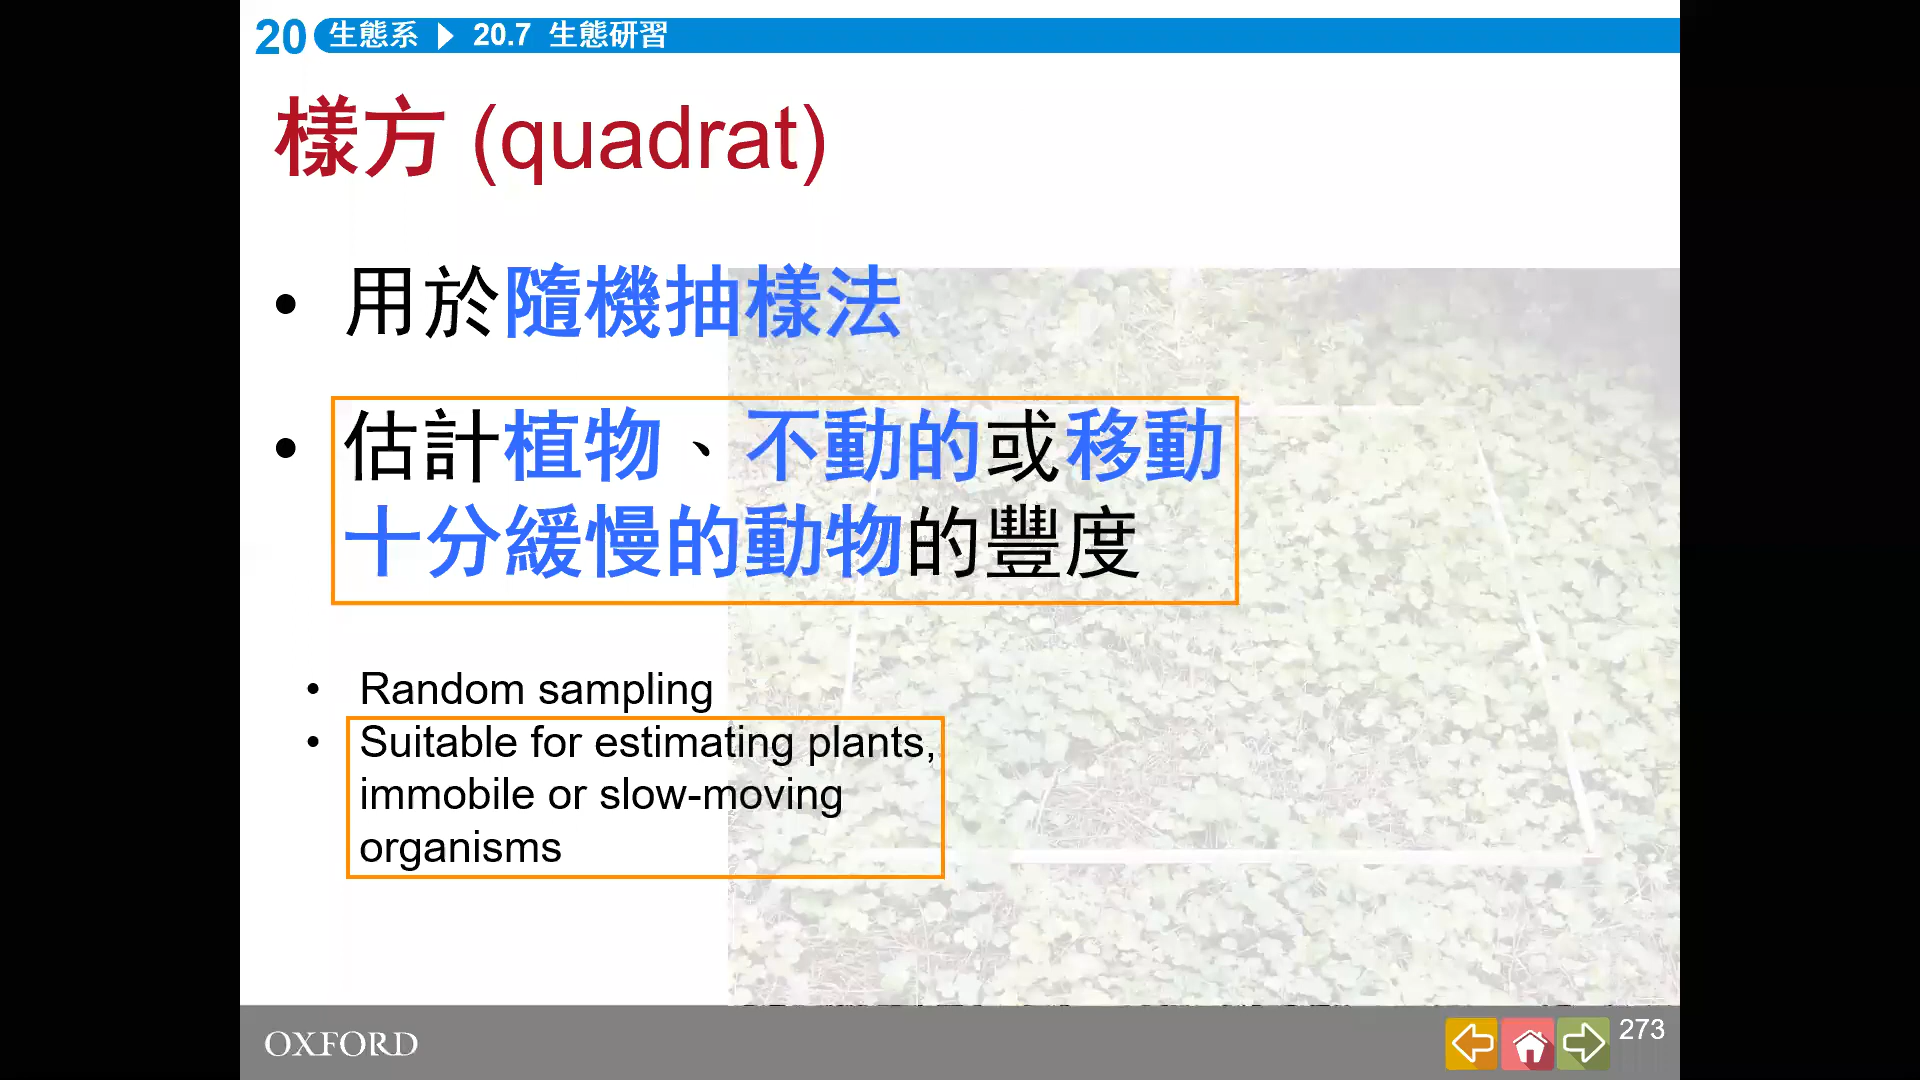 20 生態系 ▶ 20.7 生態研習
樣方 (quadrat)
• 用於隨機抽樣法
• 估計植物、不動的或移動
十分緩慢的動物的豐度
• Random sampling
• Suitable for estimating plants,
immobile or slow-moving
organisms
OXFORD
273